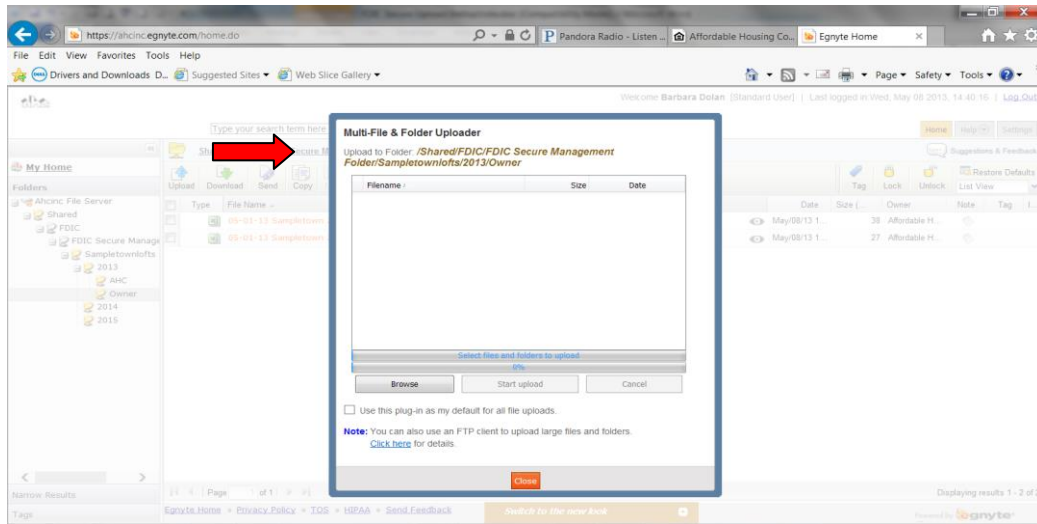 https://ahcinc.egnyte.com/home.do
Pandora Radio - Listen ...
Affordable Housing Co...
Egnyte Home
File Edit View Favorites Tools Help
Drivers and Downloads D...
Suggested Sites
Web Slice Gallery
Page
Safety
Tools
Welcome Barbara Dolan [Standard User] | Last logged in Wed, May 08 2013, 14:40:16 | Log Out
Type your search term here
Home
Help
Settings
Suggestions & Feedback
My Home
Folders
Ahcinc File Server
Shared
FDIC
FDIC Secure Manage
Sampletownlofts
2013
AHC
Owner
2014
2015
Narrow Results
Tags
Upload
Download
Send
Copy
Tag
Lock
Unlock
Restore Defaults
List View
Type
File Name
Date
Size (...
Owner
Note
Tag
05-01-13 Sampletown
May/08/13 1...
38
Affordable H...
05-01-13 Sampletown
May/08/13 1...
27
Affordable H...
Multi-File & Folder Uploader
Upload to Folder: /Shared/FDIC/FDIC Secure Management
Folder/Sampletownlofts/2013/Owner
Filename
Size
Date
Select files and folders to upload
0%
Browse
Start upload
Cancel
Use this plug-in as my default for all file uploads.
Note: You can also use an FTP client to upload large files and folders.
Click here for details.
Close
Page
1
of 1
Displaying results 1 - 2 of 2
Egnyte Home • Privacy Policy • TOS • HIPAA • Send Feedback
Switch to the new look
Powered by egnyte